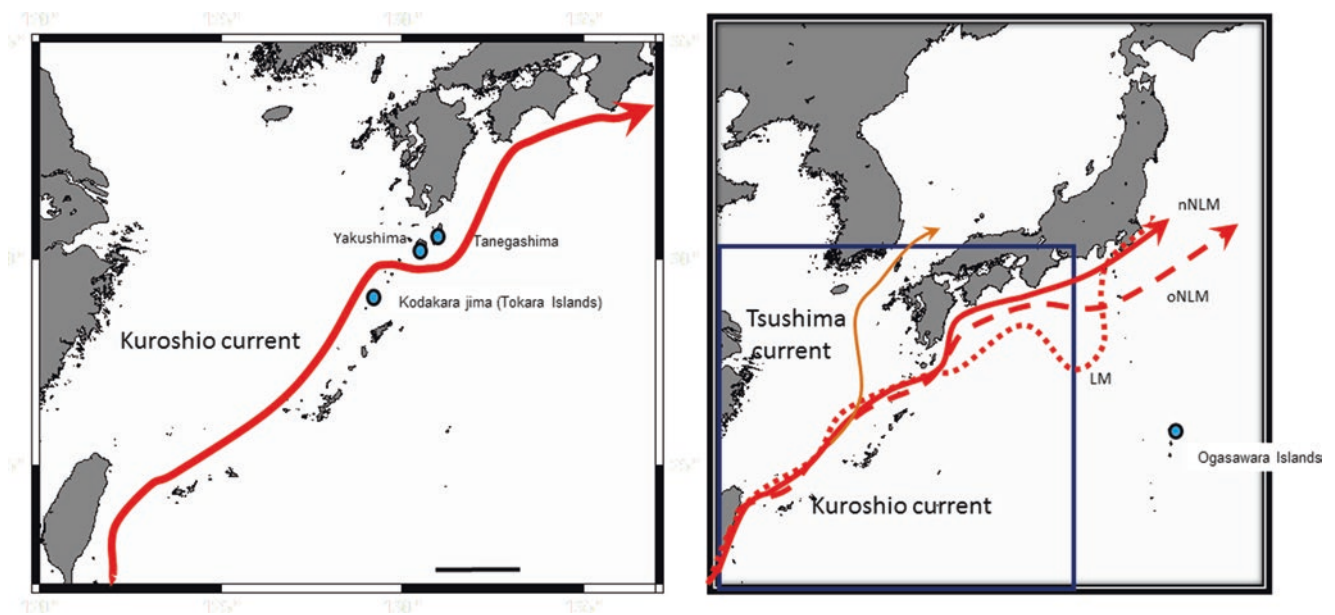 Yakushima
Tanegashima
Kodakara jima (Tokara Islands)
Kuroshio current
nNLM
oNLM
Tsushima
current
LM
Ogasawara Islands
Kuroshio current